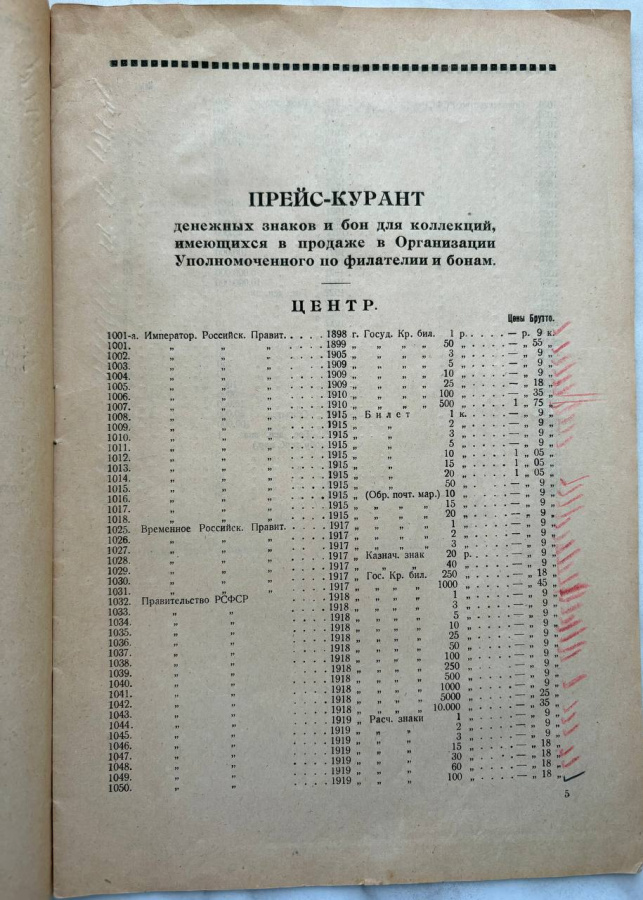 ПРЕЙС-КУРАНТ
денежных знаков и бон для коллекций,
имеющихся в продаже в Организации
Уполномоченного по филателии и бонам.
ЦЕНТР.
Цены Брутто.
1001-а. Император. Российск. Правит. . . . . 1898 г. Госуд. Кр. бил. 1 р. . . . . — р. 9 к.
1001. „ „ „ . . . . 1899 „ „ „ „ 50 „ . . . . — „ 55 „
1002. „ „ „ . . . . 1905 „ „ „ „ 3 „ . . . . — „ 9 „
1003. „ „ „ . . . . 1909 „ „ „ „ 5 „ . . . . — „ 9 „
1004. „ „ „ . . . . 1909 „ „ „ „ 10 „ . . . . — „ 9 „
1005. „ „ „ . . . . 1909 „ „ „ „ 25 „ . . . . — „ 18 „
1006. „ „ „ . . . . 1910 „ „ „ „ 100 „ . . . . — „ 35 „
1007. „ „ „ . . . . 1910 „ „ „ „ 500 „ . . . . 1 „ 75 „
1008. „ „ „ . . . . 1915 „ Билет 1 к. . . . . — „ 9 „
1009. „ „ „ . . . . 1915 „ „ „ „ 2 „ . . . . — „ 9 „
1010. „ „ „ . . . . 1915 „ „ „ „ 3 „ . . . . — „ 9 „
1011. „ „ „ . . . . 1915 „ „ „ „ 5 „ . . . . — „ 9 „
1012. „ „ „ . . . . 1915 „ „ „ „ 10 „ . . . . 1 „ 05 „
1013. „ „ „ . . . . 1915 „ „ „ „ 15 „ . . . . 1 „ 05 „
1014. „ „ „ . . . . 1915 „ „ „ „ 20 „ . . . . 1 „ 05 „
1015. „ „ „ . . . . 1915 „ „ „ „ 50 „ . . . . — „ 9 „
1016. „ „ „ . . . . 1915 „ (Обр. почт. мар.) 10 „ . . . . — „ 9 „
1017. „ „ „ . . . . 1915 „ „ „ „ 15 „ . . . . — „ 9 „
1018. „ „ „ . . . . 1915 „ „ „ „ 20 „ . . . . — „ 9 „
1025. Временное Российск. Правит. . . . . 1917 „ „ „ „ 1 „ . . . . — „ 9 „
1026. „ „ „ . . . . 1917 „ „ „ „ 2 „ . . . . — „ 9 „
1027. „ „ „ . . . . 1917 „ „ „ „ 3 „ . . . . — „ 9 „
1028. „ „ „ . . . . 1917 „ Казнач. знак 20 р. . . . . — „ 9 „
1029. „ „ „ . . . . 1917 „ „ „ 40 „ . . . . — „ 9 „
1030. „ „ „ . . . . 1917 „ Гос. Кр. бил. 250 „ . . . . — „ 18 „
1031. „ „ „ . . . . 1917 „ „ „ „ 1000 „ . . . . — „ 45 „
1032. Правительство РСФСР . . . . 1918 „ „ „ „ 1 „ . . . . — „ 9 „
1033. „ „ . . . . 1918 „ „ „ „ 3 „ . . . . — „ 9 „
1034. „ „ . . . . 1918 „ „ „ „ 5 „ . . . . — „ 9 „
1035. „ „ . . . . 1918 „ „ „ „ 10 „ . . . . — „ 9 „
1036. „ „ . . . . 1918 „ „ „ „ 25 „ . . . . — „ 9 „
1037. „ „ . . . . 1918 „ „ „ „ 50 „ . . . . — „ 9 „
1038. „ „ . . . . 1918 „ „ „ „ 100 „ . . . . — „ 9 „
1039. „ „ . . . . 1918 „ „ „ „ 250 „ . . . . — „ 9 „
1040. „ „ . . . . 1918 „ „ „ „ 500 „ . . . . — „ 9 „
1041. „ „ . . . . 1918 „ „ „ „ 1000 „ . . . . — „ 9 „
1042. „ „ . . . . 1918 „ „ „ „ 5000 „ . . . . — „ 25 „
1043. „ „ . . . . 1918 „ „ „ „ 10.000 „ . . . . — „ 35 „
1044. „ „ . . . . 1919 „ Расч. знаки 1 „ . . . . — „ 9 „
1045. „ „ . . . . 1919 „ „ „ 2 „ . . . . — „ 9 „
1046. „ „ . . . . 1919 „ „ „ 3 „ . . . . — „ 9 „
1047. „ „ . . . . 1919 „ „ „ 15 „ . . . . — „ 18 „
1048. „ „ . . . . 1919 „ „ „ 30 „ . . . . — „ 18 „
1049. „ „ . . . . 1919 „ „ „ 60 „ . . . . — „ 18 „
1050. „ „ . . . . 1919 „ „ „ 100 „ . . . . — „ 18 „
5